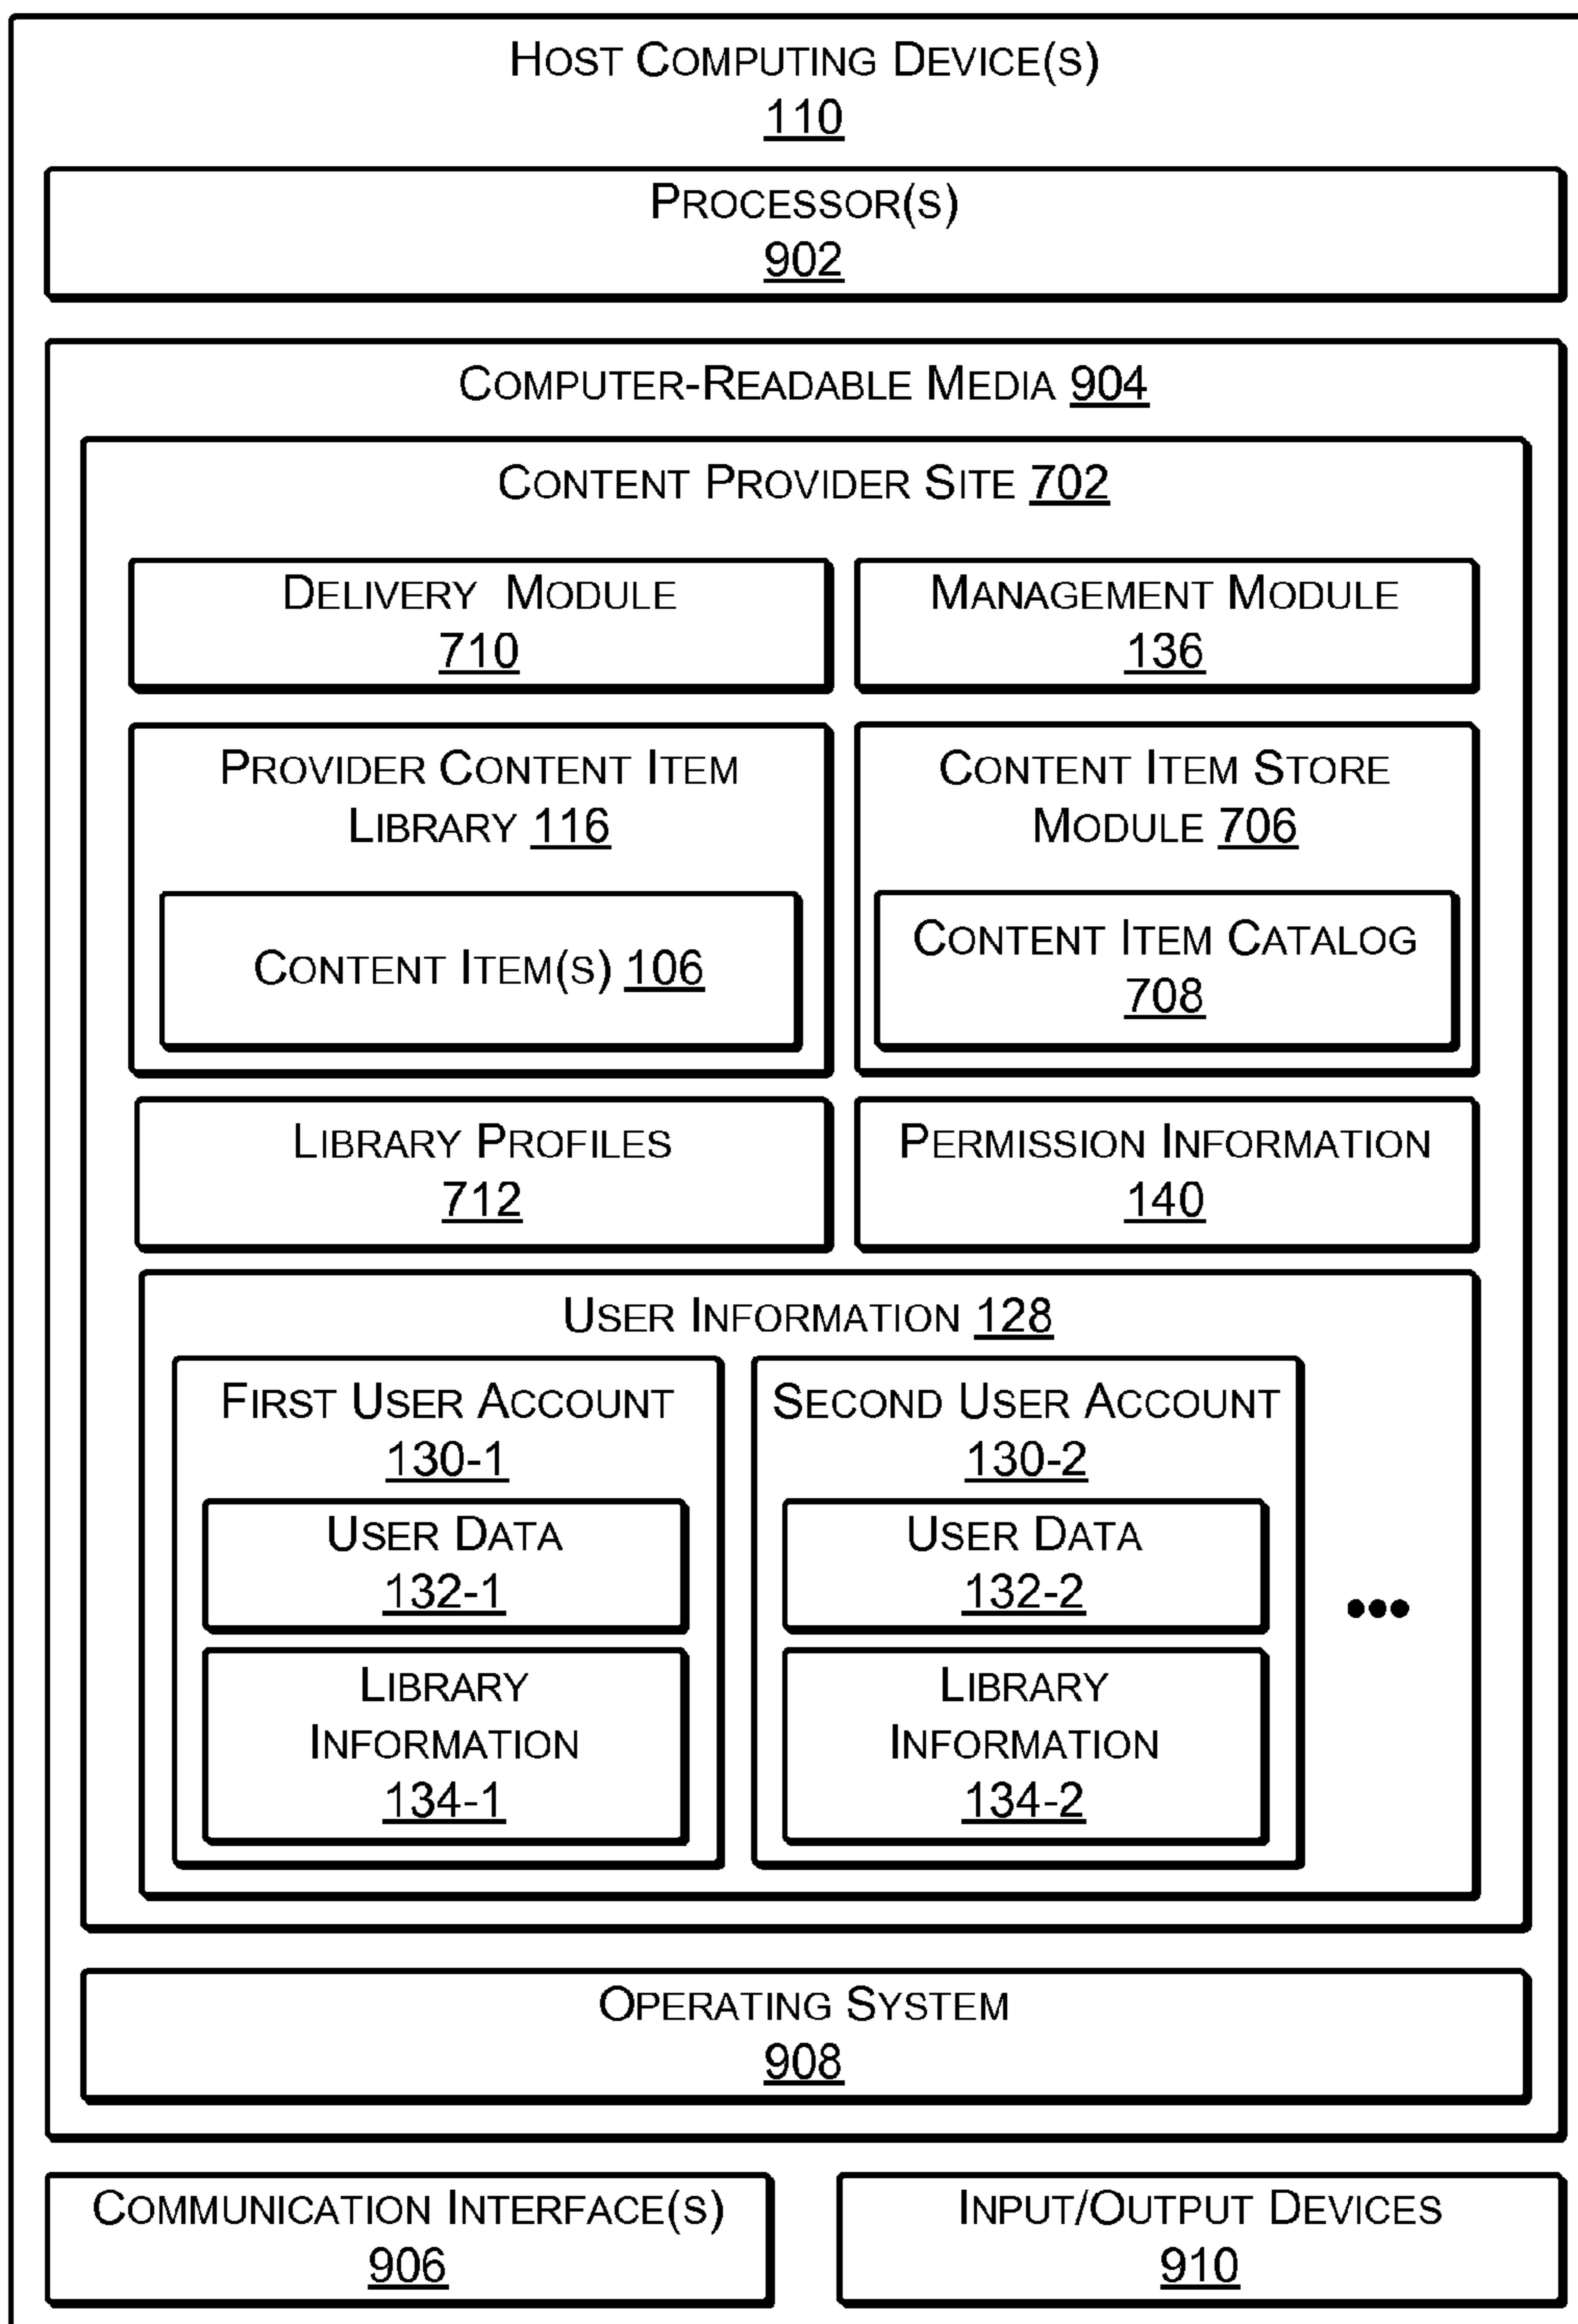 HOST COMPUTING DEVICE(S)
110
PROCESSOR(S)
902
COMPUTER-READABLE MEDIA 904
CONTENT PROVIDER SITE 702
DELIVERY MODULE
710
MANAGEMENT MODULE
136
PROVIDER CONTENT ITEM
LIBRARY 116
CONTENT ITEM(S) 106
CONTENT ITEM STORE
MODULE 706
CONTENT ITEM CATALOG
708
LIBRARY PROFILES
712
PERMISSION INFORMATION
140
USER INFORMATION 128
FIRST USER ACCOUNT
130-1
USER DATA
132-1
LIBRARY
INFORMATION
134-1
SECOND USER ACCOUNT
130-2
USER DATA
132-2
LIBRARY
INFORMATION
134-2
•••
OPERATING SYSTEM
908
COMMUNICATION INTERFACE(S)
906
INPUT/OUTPUT DEVICES
910